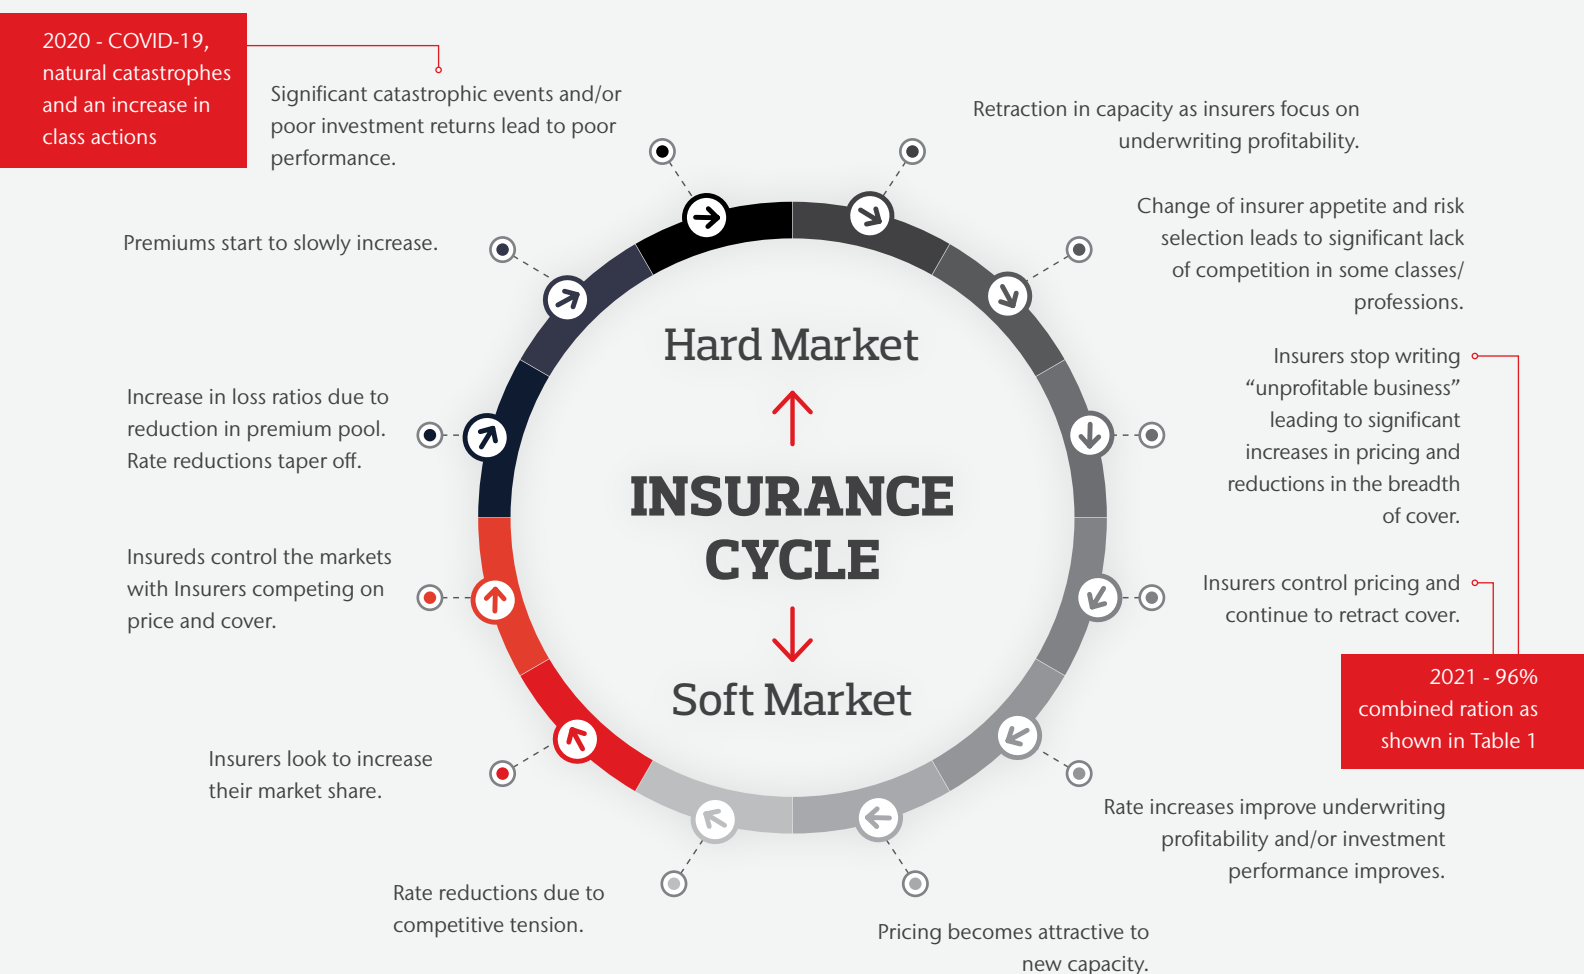 2020 - COVID-19,
natural catastrophes
and an increase in
class actions
Significant catastrophic events and/or
poor investment returns lead to poor
performance.
Retraction in capacity as insurers focus on
underwriting profitability.
Change of insurer appetite and risk
selection leads to significant lack
of competition in some classes/
professions.
Insurers stop writing
“unprofitable business”
leading to significant
increases in pricing and
reductions in the breadth
of cover.
Insurers control pricing and
continue to retract cover.
2021 - 96%
combined ration as
shown in Table 1
Rate increases improve underwriting
profitability and/or investment
performance improves.
Pricing becomes attractive to
new capacity.
Rate reductions due to
competitive tension.
Insurers look to increase
their market share.
Insureds control the markets
with Insurers competing on
price and cover.
Increase in loss ratios due to
reduction in premium pool.
Rate reductions taper off.
Premiums start to slowly increase.
Hard Market
INSURANCE
CYCLE
Soft Market